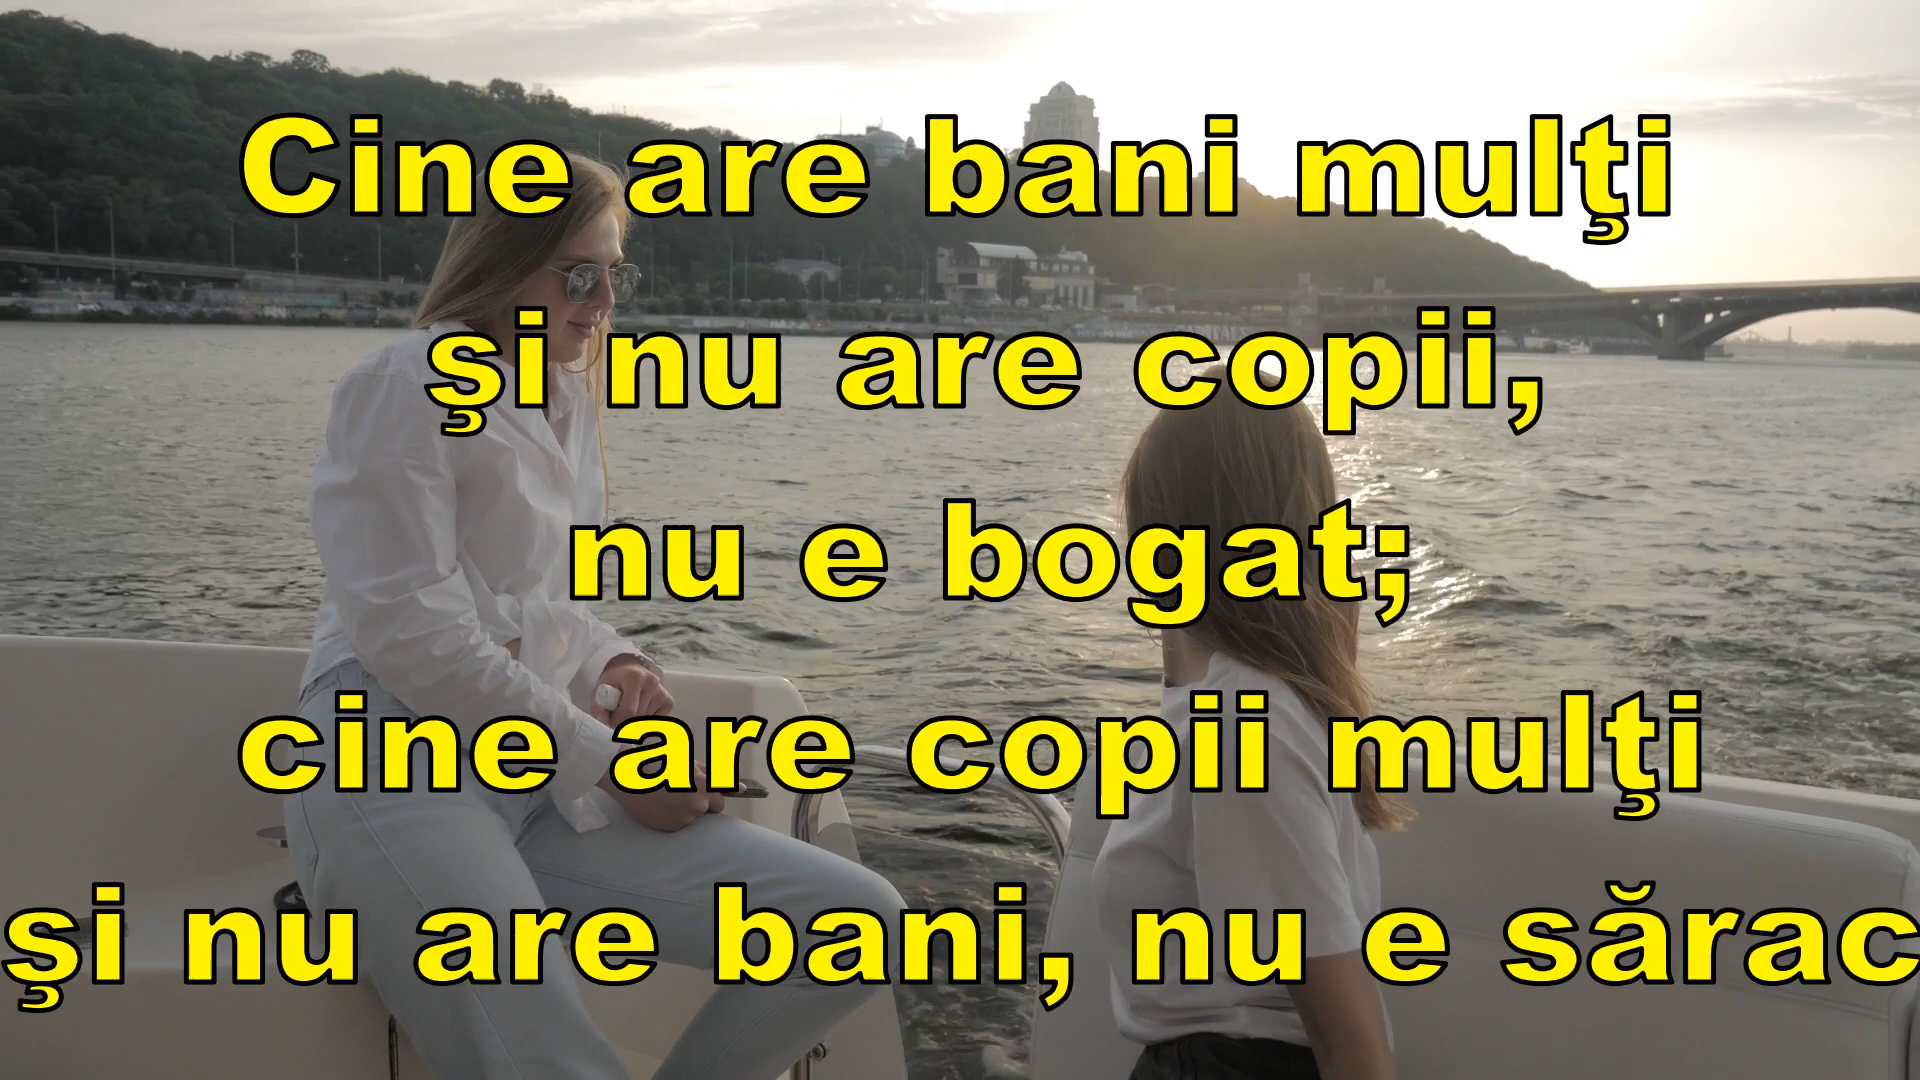 Cine are bani mulţi
şi nu are copii,
nu e bogat;
cine are copii mulţi
şi nu are bani, nu e sărac